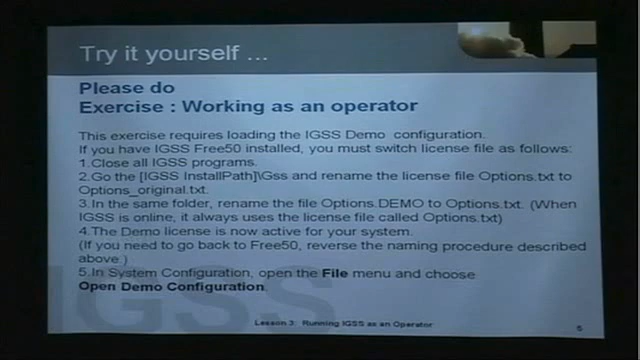 Try it yourself ...
Please do
Exercise : Working as an operator
This exercise requires loading the IGSS Demo configuration.
If you have IGSS Free50 installed, you must switch license file as follows:
1.Close all IGSS programs.
2.Go the [IGSS InstallPath]\Gss and rename the license file Options.txt to
Options_original.txt.
3.In the same folder, rename the file Options.DEMO to Options.txt. (When
IGSS is online, it always uses the license file called Options.txt)
4.The Demo license is now active for your system.
(If you need to go back to Free50, reverse the naming procedure described
above.)
5.In System Configuration, open the File menu and choose
Open Demo Configuration.
IGSS
Lesson 3: Running IGSS as an Operator
5